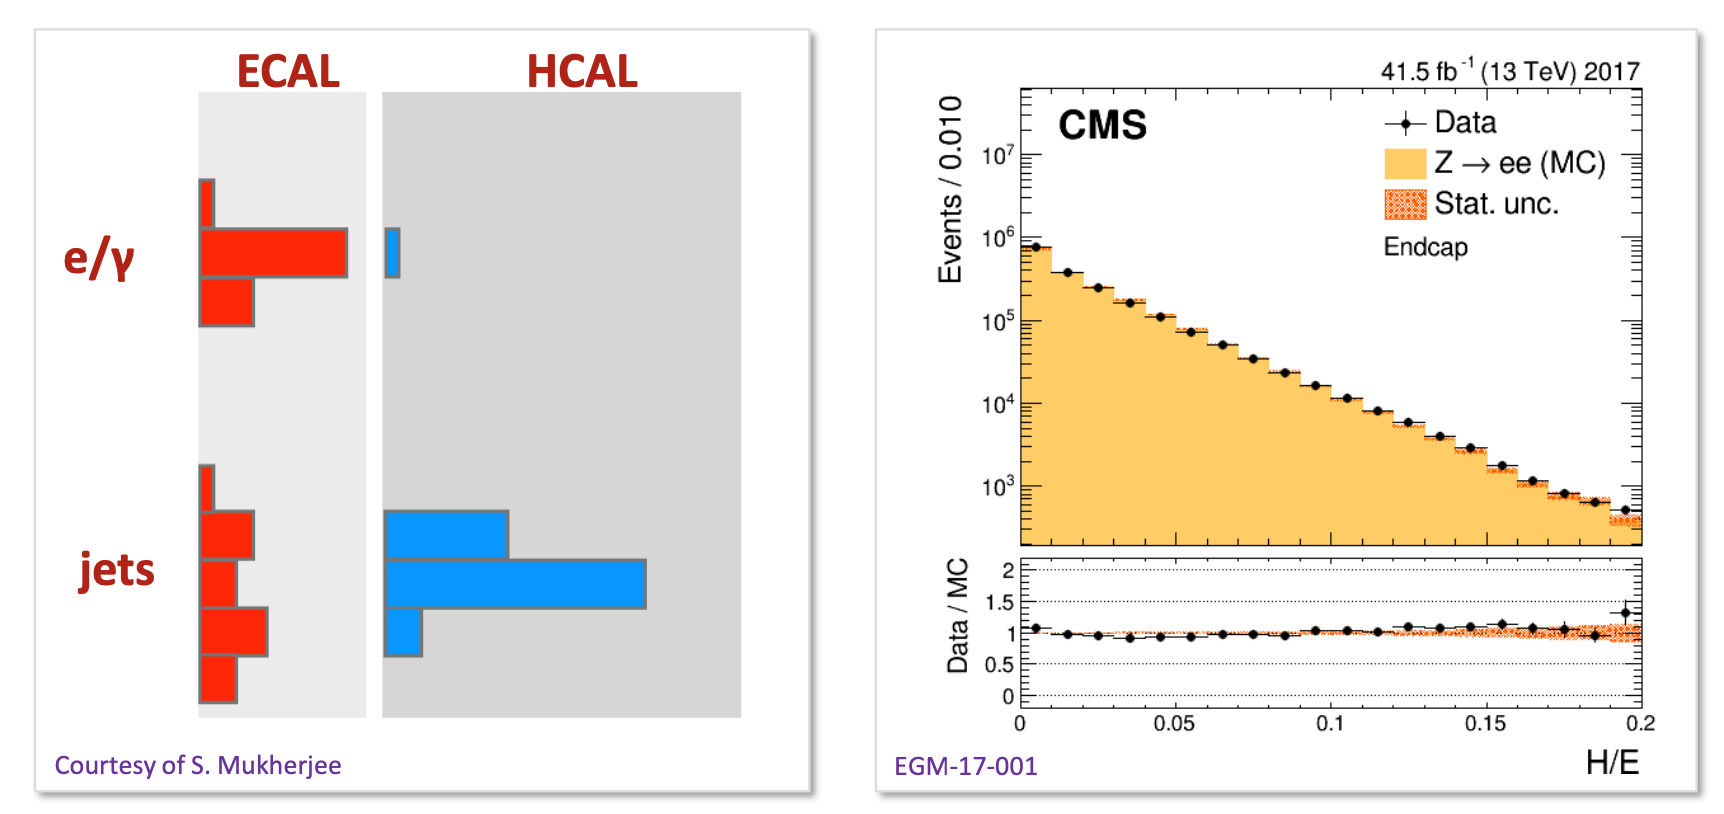 ECAL
HCAL
e/γ
jets
Courtesy of S. Mukherjee
41.5 fb⁻¹ (13 TeV) 2017
CMS
Data
Z → ee (MC)
Stat. unc.
Endcap
Events / 0.010
10⁷
10⁶
10⁵
10⁴
10³
Data / MC
2
1.5
1
0.5
0
0 0.05 0.1 0.15 0.2
H/E
EGM-17-001